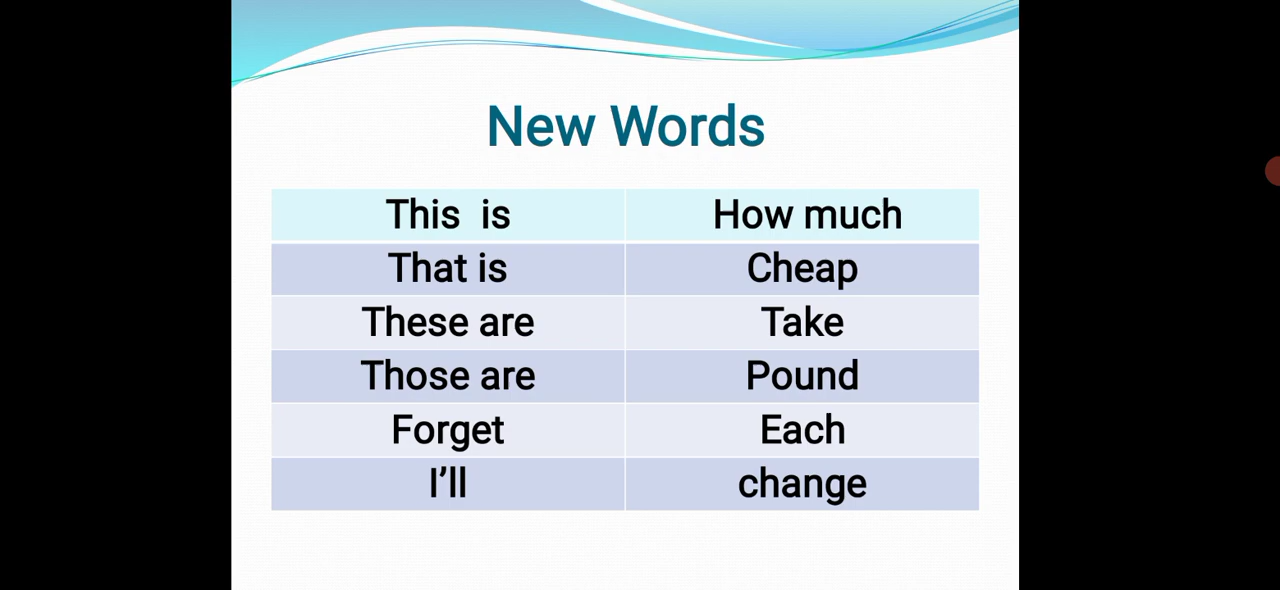 New Words
This is How much
That is Cheap
These are Take
Those are Pound
Forget Each
I’ll change